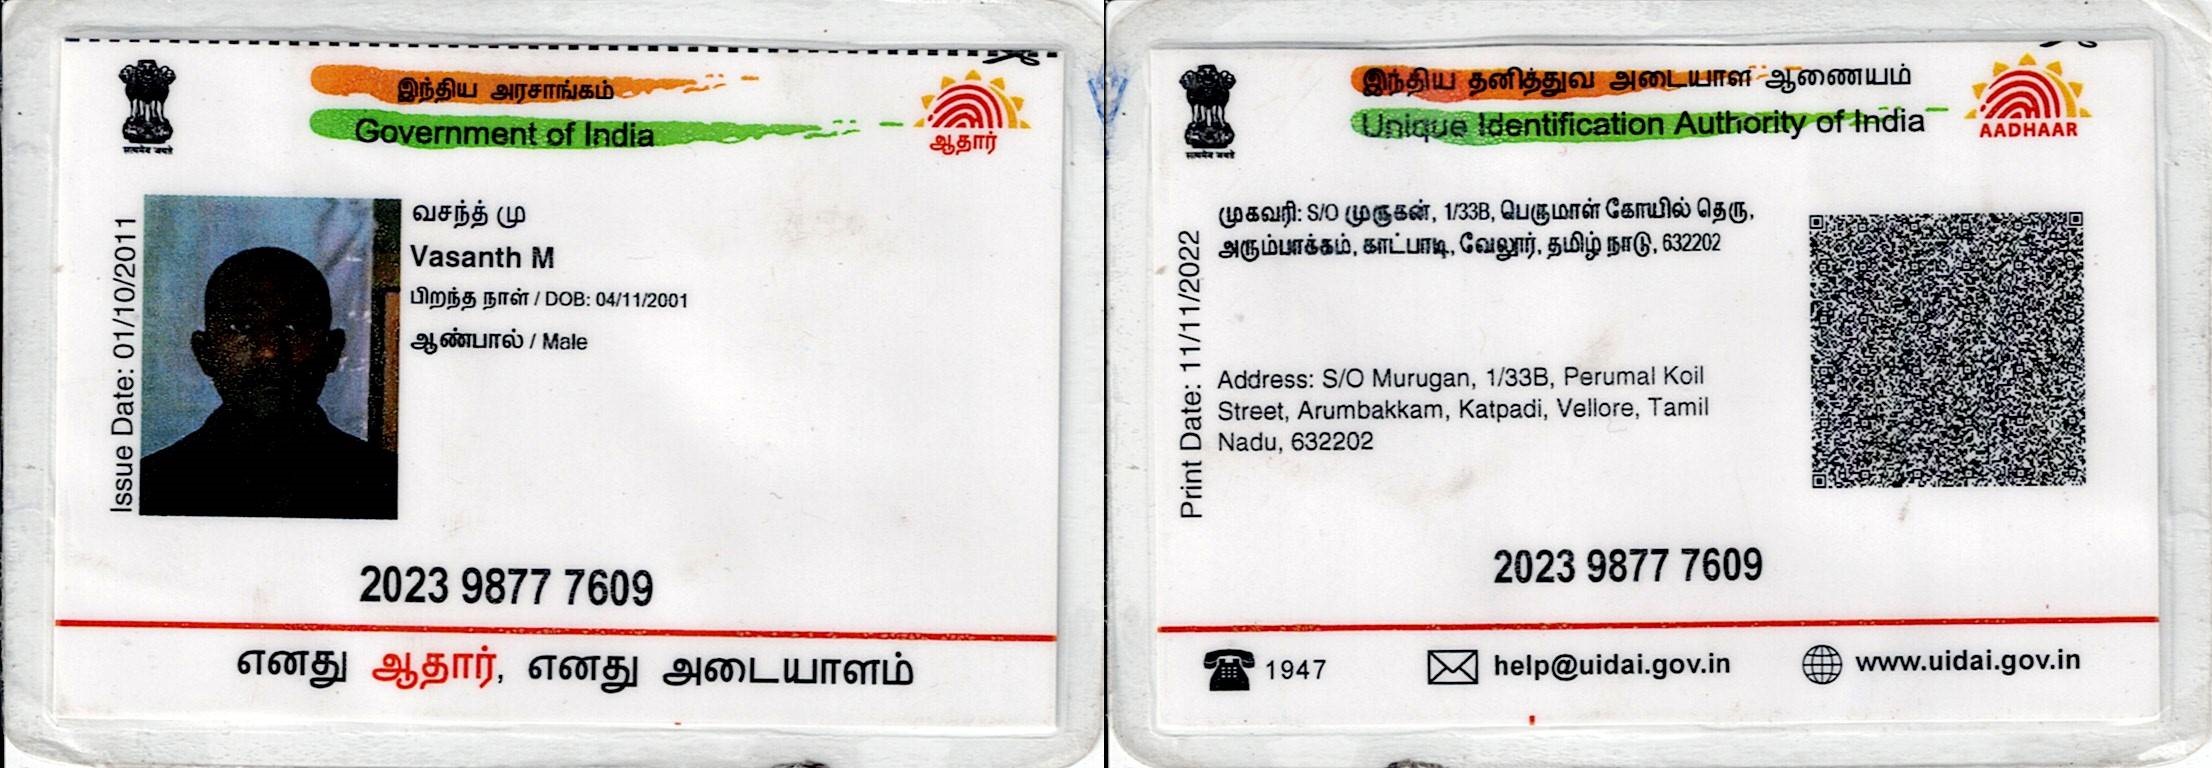 இந்திய அரசாங்கம்
Government of India
ஆதார்
Issue Date: 01/10/2011
வசந்த் மு
Vasanth M
பிறந்த நாள் / DOB: 04/11/2001
ஆண்பால் / Male
2023 9877 7609
எனது ஆதார், எனது அடையாளம்
இந்திய தனித்துவ அடையாள ஆணையம்
Unique Identification Authority of India
AADHAAR
Print Date: 11/11/2022
முகவரி: S/O முருகன், 1/33B, பெருமாள் கோயில் தெரு,
அரும்பாக்கம், காட்பாடி, வேலூர், தமிழ் நாடு, 632202
Address: S/O Murugan, 1/33B, Perumal Koil
Street, Arumbakkam, Katpadi, Vellore, Tamil
Nadu, 632202
2023 9877 7609
1947
help@uidai.gov.in
www.uidai.gov.in